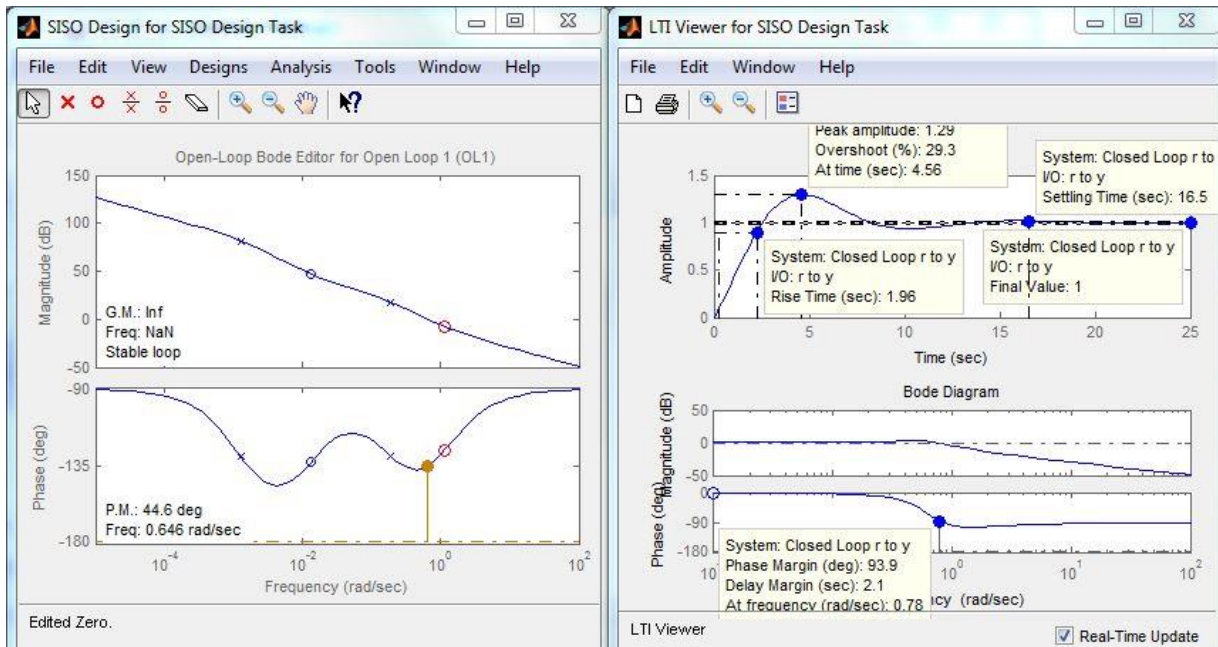 SISO Design for SISO Design Task
File Edit View Designs Analysis Tools Window Help
Open-Loop Bode Editor for Open Loop 1 (OL1)
150
100
50
0
-50
Magnitude (dB)
G.M.: Inf
Freq: NaN
Stable loop
-90
-135
-180
Phase (deg)
P.M.: 44.6 deg
Freq: 0.646 rad/sec
10^-4
10^-2
10^0
10^2
Frequency (rad/sec)
Edited Zero.
LTI Viewer for SISO Design Task
File Edit Window Help
Peak amplitude: 1.29
Overshoot (%): 29.3
At time (sec): 4.56
System: Closed Loop r to
I/O: r to y
Settling Time (sec): 16.5
1.5
1
0.5
0
Amplitude
System: Closed Loop r to y
I/O: r to y
Rise Time (sec): 1.96
System: Closed Loop r to y
I/O: r to y
Final Value: 1
0
5
10
15
20
25
Time (sec)
Bode Diagram
50
0
-50
Magnitude (dB)
0
-90
-180
Phase (deg)
System: Closed Loop r to y
Phase Margin (deg): 93.9
Delay Margin (sec): 2.1
At frequency (rad/sec): 0.78
10^0
10^1
10^2
ncy (rad/sec)
LTI Viewer
Real-Time Update